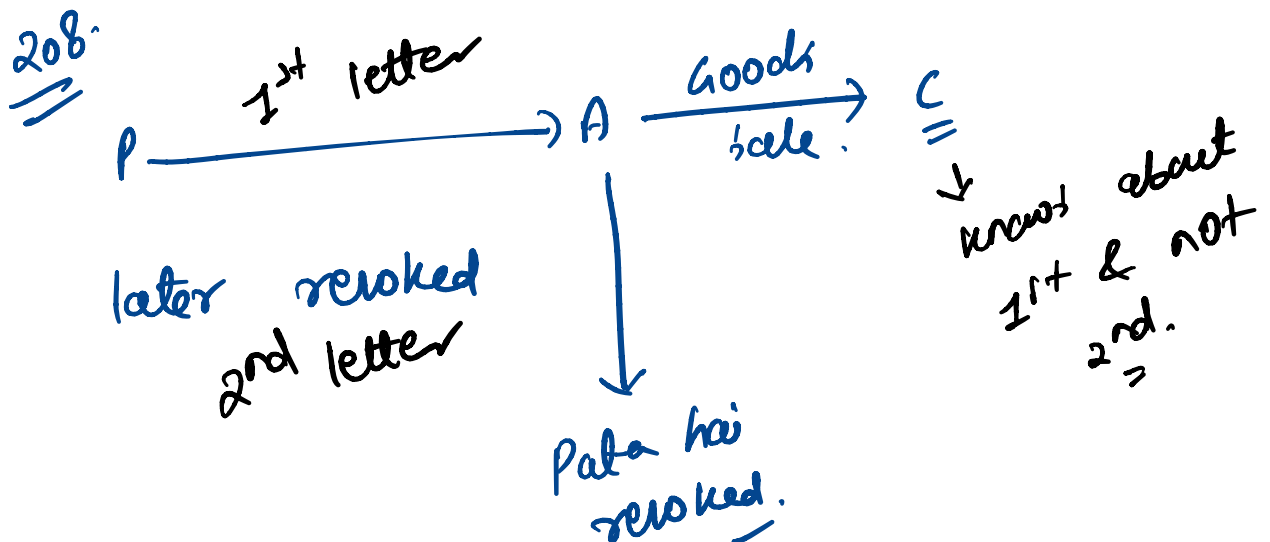 208.
1st letter
P
A
Goods
sale.
C
later revoked
2nd letter
knows about
1st & not
2nd.
Pata hai
revoked.